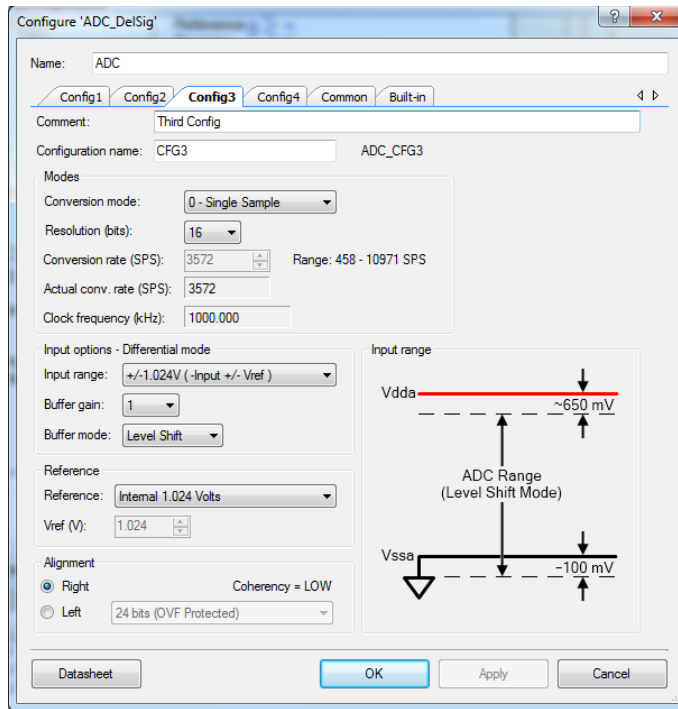 Configure 'ADC_DelSig'
Name: ADC
Config1 Config2 Config3 Config4 Common Built-in
Comment: Third Config
Configuration name: CFG3 ADC_CFG3
Modes
Conversion mode: 0 - Single Sample
Resolution (bits): 16
Conversion rate (SPS): 3572 Range: 458 - 10971 SPS
Actual conv. rate (SPS): 3572
Clock frequency (kHz): 1000.000
Input options - Differential mode
Input range: +/-1.024V ( -Input +/- Vref )
Buffer gain: 1
Buffer mode: Level Shift
Input range
Vdda
~650 mV
ADC Range
(Level Shift Mode)
Vssa
~100 mV
Reference
Reference: Internal 1.024 Volts
Vref (V): 1.024
Alignment
Right Coherency = LOW
Left 24 bits (OVF Protected)
Datasheet OK Apply Cancel